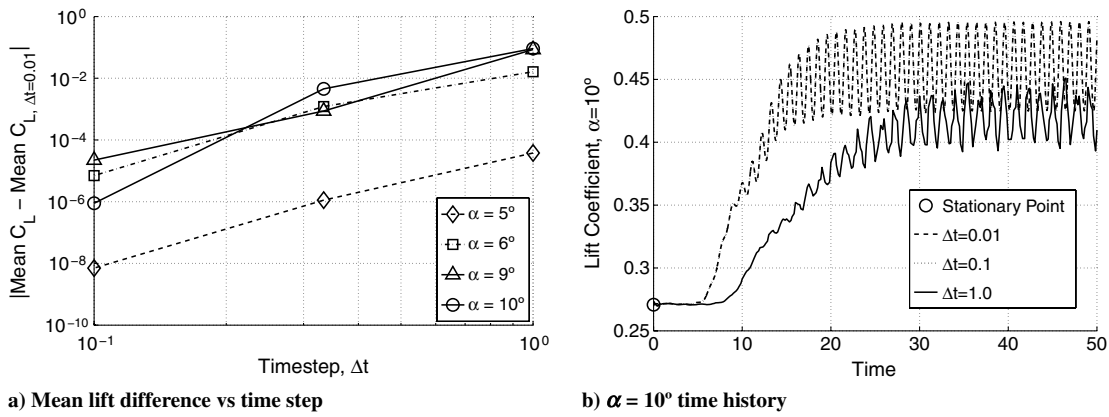 |Mean C_L – Mean C_L, Δt=0.01|
10^0
10^-2
10^-4
10^-6
10^-8
10^-10
10^-1
10^0
Timestep, Δt
α = 5º
α = 6º
α = 9º
α = 10º
a) Mean lift difference vs time step
Lift Coefficient, α=10º
0.5
0.45
0.4
0.35
0.3
0.25
0
10
20
30
40
50
Time
Stationary Point
Δt=0.01
Δt=0.1
Δt=1.0
b) α = 10º time history